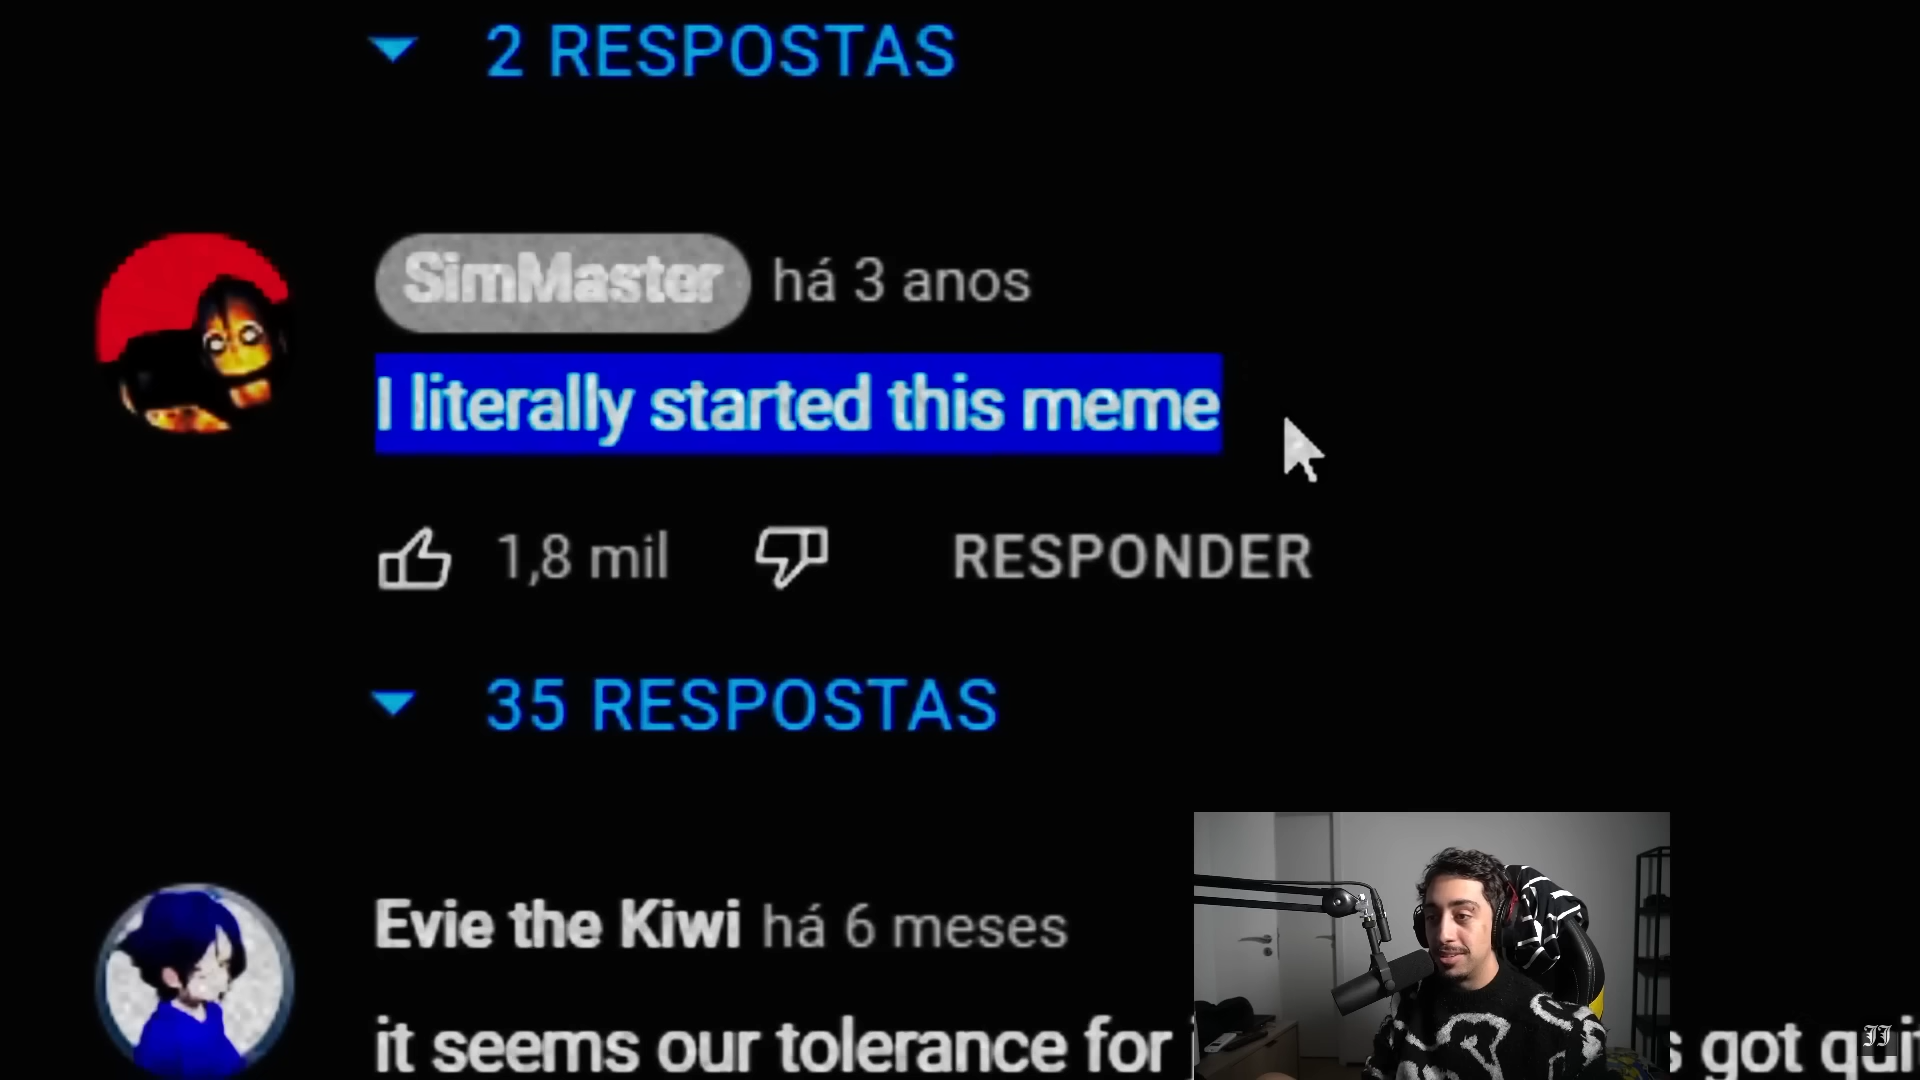 2 RESPOSTAS
SimMaster há 3 anos
I literally started this meme
1,8 mil
RESPONDER
35 RESPOSTAS
Evie the Kiwi há 6 meses
it seems our tolerance for
got
JJ